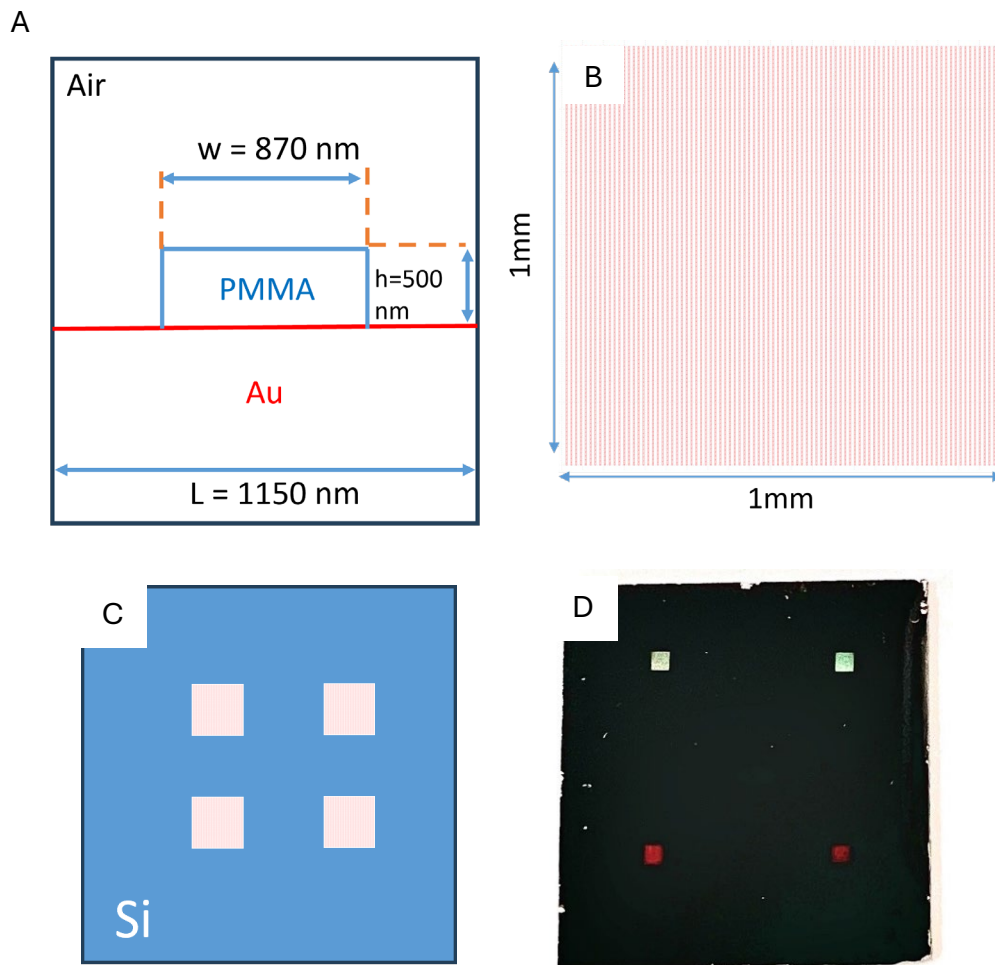 A
Air
w = 870 nm
PMMA
h=500
nm
Au
L = 1150 nm
B
1mm
1mm
C
Si
D